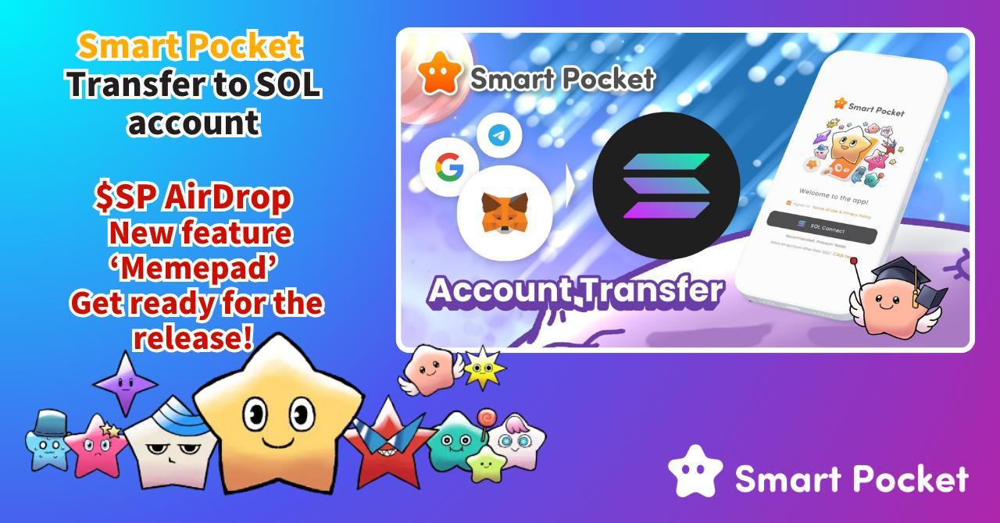 Smart Pocket
Transfer to SOL
account
$SP AirDrop
New feature
‘Memepad’
Get ready for the
release!
Smart Pocket
Account Transfer
Smart Pocket
Welcome to the app!
Agree to Terms of Use & Privacy Policy
SOL Connect
Recommended: Phantom Wallet
Have an account other than SOL? Click
Smart Pocket